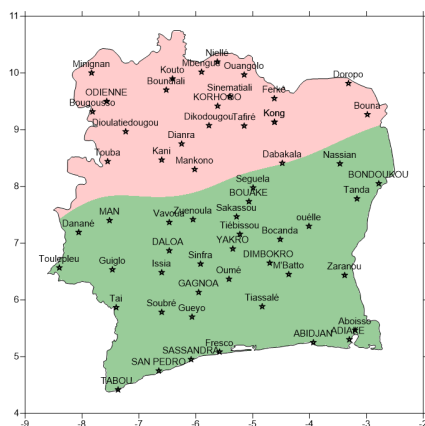 11
Niellé
Minignan
Kouto
Mbengué
Ouangolo
10
Doropo
Boundiali
Sinematiali
Ferké
ODIENNE
KORHOGO
Bougousso
Bouna
Dikodougou
Tafiré
Kong
Dioulatiedougou
9
Dianra
Touba
Kani
Mankono
Dabakala
Nassian
Seguela
BONDOUKOU
8
BOUAKE
Tanda
MAN
Vavoua
Zuenoula
Sakassou
Danané
Tiébissou
ouélle
7
DALOA
YAKRO
Bocanda
Toulepleu
Guiglo
Issia
Sinfra
DIMBOKRO
M'Batto
Zaranou
Oumé
GAGNOA
6
Tai
Soubré
Gueyo
Tiassalé
Aboisso
ABIDJAN
ADIAKE
Fresco
5
SASSANDRA
SAN PEDRO
TABOU
4
-9
-8
-7
-6
-5
-4
-3
-2